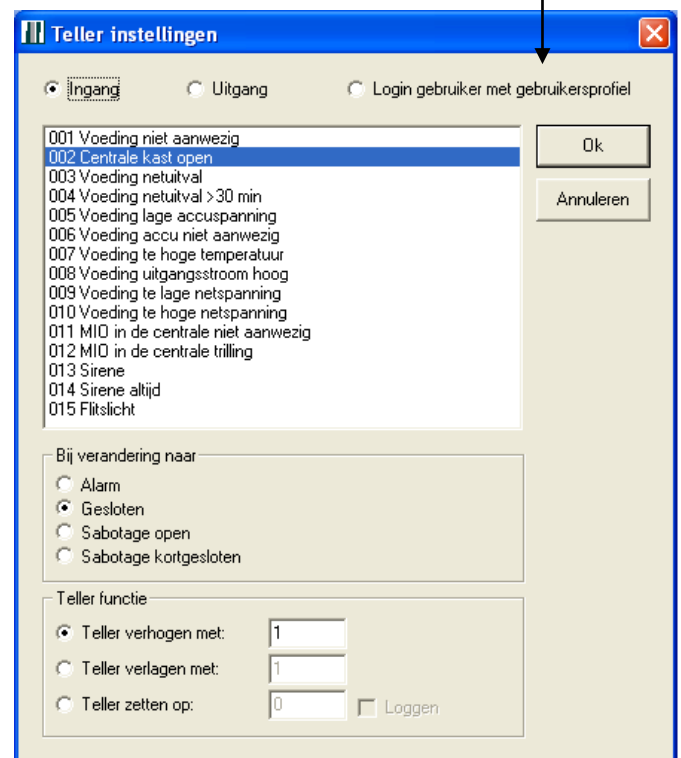 Teller instellingen
Ingang Uitgang Login gebruiker met gebruikersprofiel
001 Voeding niet aanwezig
002 Centrale kast open
003 Voeding netuitval
004 Voeding netuitval >30 min
005 Voeding lage accuspanning
006 Voeding accu niet aanwezig
007 Voeding te hoge temperatuur
008 Voeding uitgangsstroom hoog
009 Voeding te lage netspanning
010 Voeding te hoge netspanning
011 MIO in de centrale niet aanwezig
012 MIO in de centrale trilling
013 Sirene
014 Sirene altijd
015 Flitslicht
Ok
Annuleren
Bij verandering naar
Alarm
Gesloten
Sabotage open
Sabotage kortgesloten
Teller functie
Teller verhogen met: 1
Teller verlagen met: 1
Teller zetten op: 0 Loggen